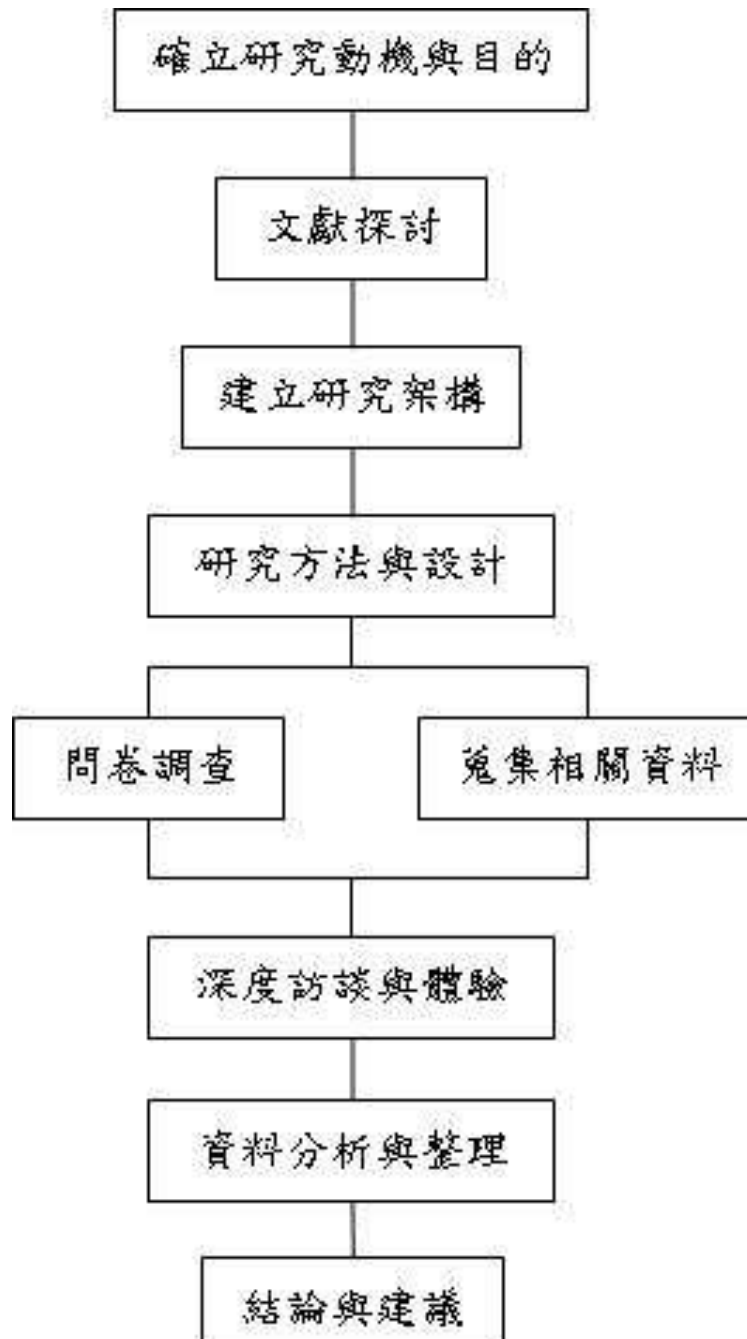 確立研究動機與目的
文獻探討
建立研究架構
研究方法與設計
問卷調查
蒐集相關資料
深度訪談與體驗
資料分析與整理
結論與建議